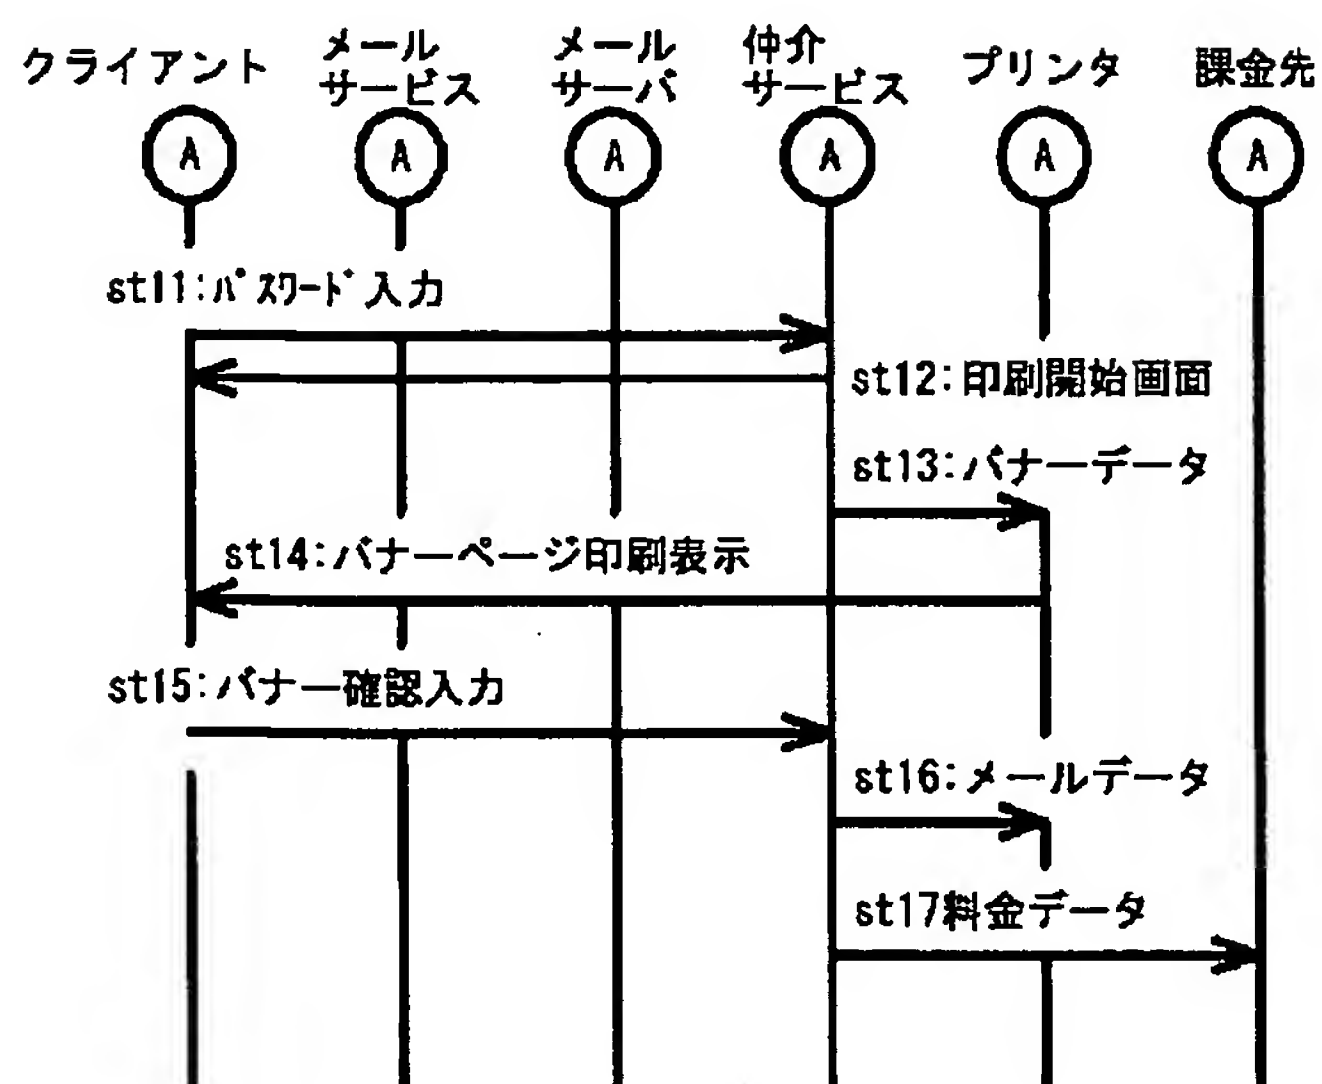 クライアント
メール
サービス
メール
サーバ
仲介
サービス
プリンタ
課金先
A A A A A A
st11:パスワード入力
st12:印刷開始画面
st13:バナーデータ
st14:バナーページ印刷表示
st15:バナー確認入力
st16:メールデータ
st17料金データ